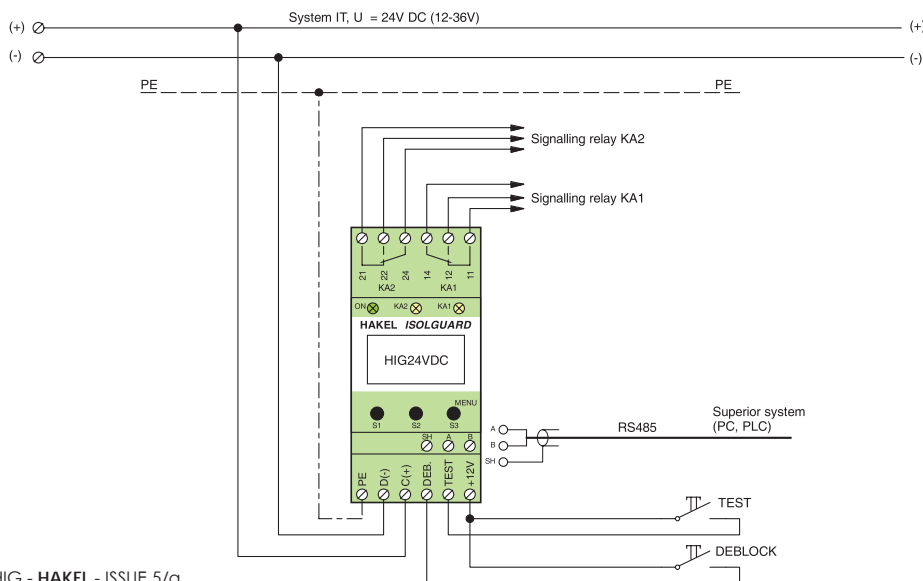 System IT, U = 24V DC (12-36V)
(+) (+)
(-) (-)
PE PE
Signalling relay KA2
Signalling relay KA1
21 22 24 14 12 11
KA2 KA1
ON KA2 KA1
HAKEL ISOLGUARD
HIG24VDC
MENU
S1 S2 S3
SH A B
PE D(-) C(+) DEB. TEST +12V
A
B
SH
RS485
Superior system
(PC, PLC)
TEST
DEBLOCK
HIG - HAKEL - ISSUE 5/a